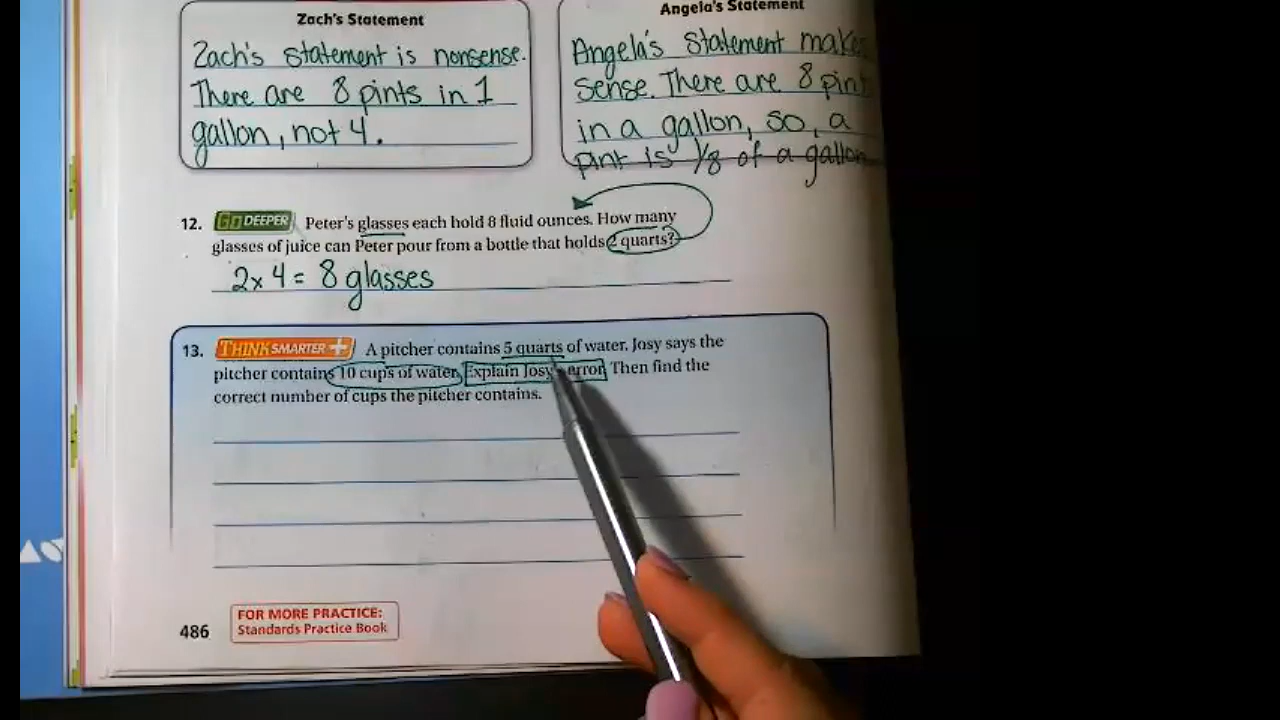 Zach's Statement
Zach's statement is nonsense.
There are 8 pints in 1
gallon, not 4.
Angela's Statement
Angela's statement makes
sense. There are 8 pint
in a gallon, so, a
pint is 1/8 of a gallon
12. GO DEEPER Peter's glasses each hold 8 fluid ounces. How many
glasses of juice can Peter pour from a bottle that holds 2 quarts?
2 x 4 = 8 glasses
13. THINK SMARTER + A pitcher contains 5 quarts of water. Josy says the
pitcher contains 10 cups of water. Explain Josy's error. Then find the
correct number of cups the pitcher contains.
486
FOR MORE PRACTICE:
Standards Practice Book